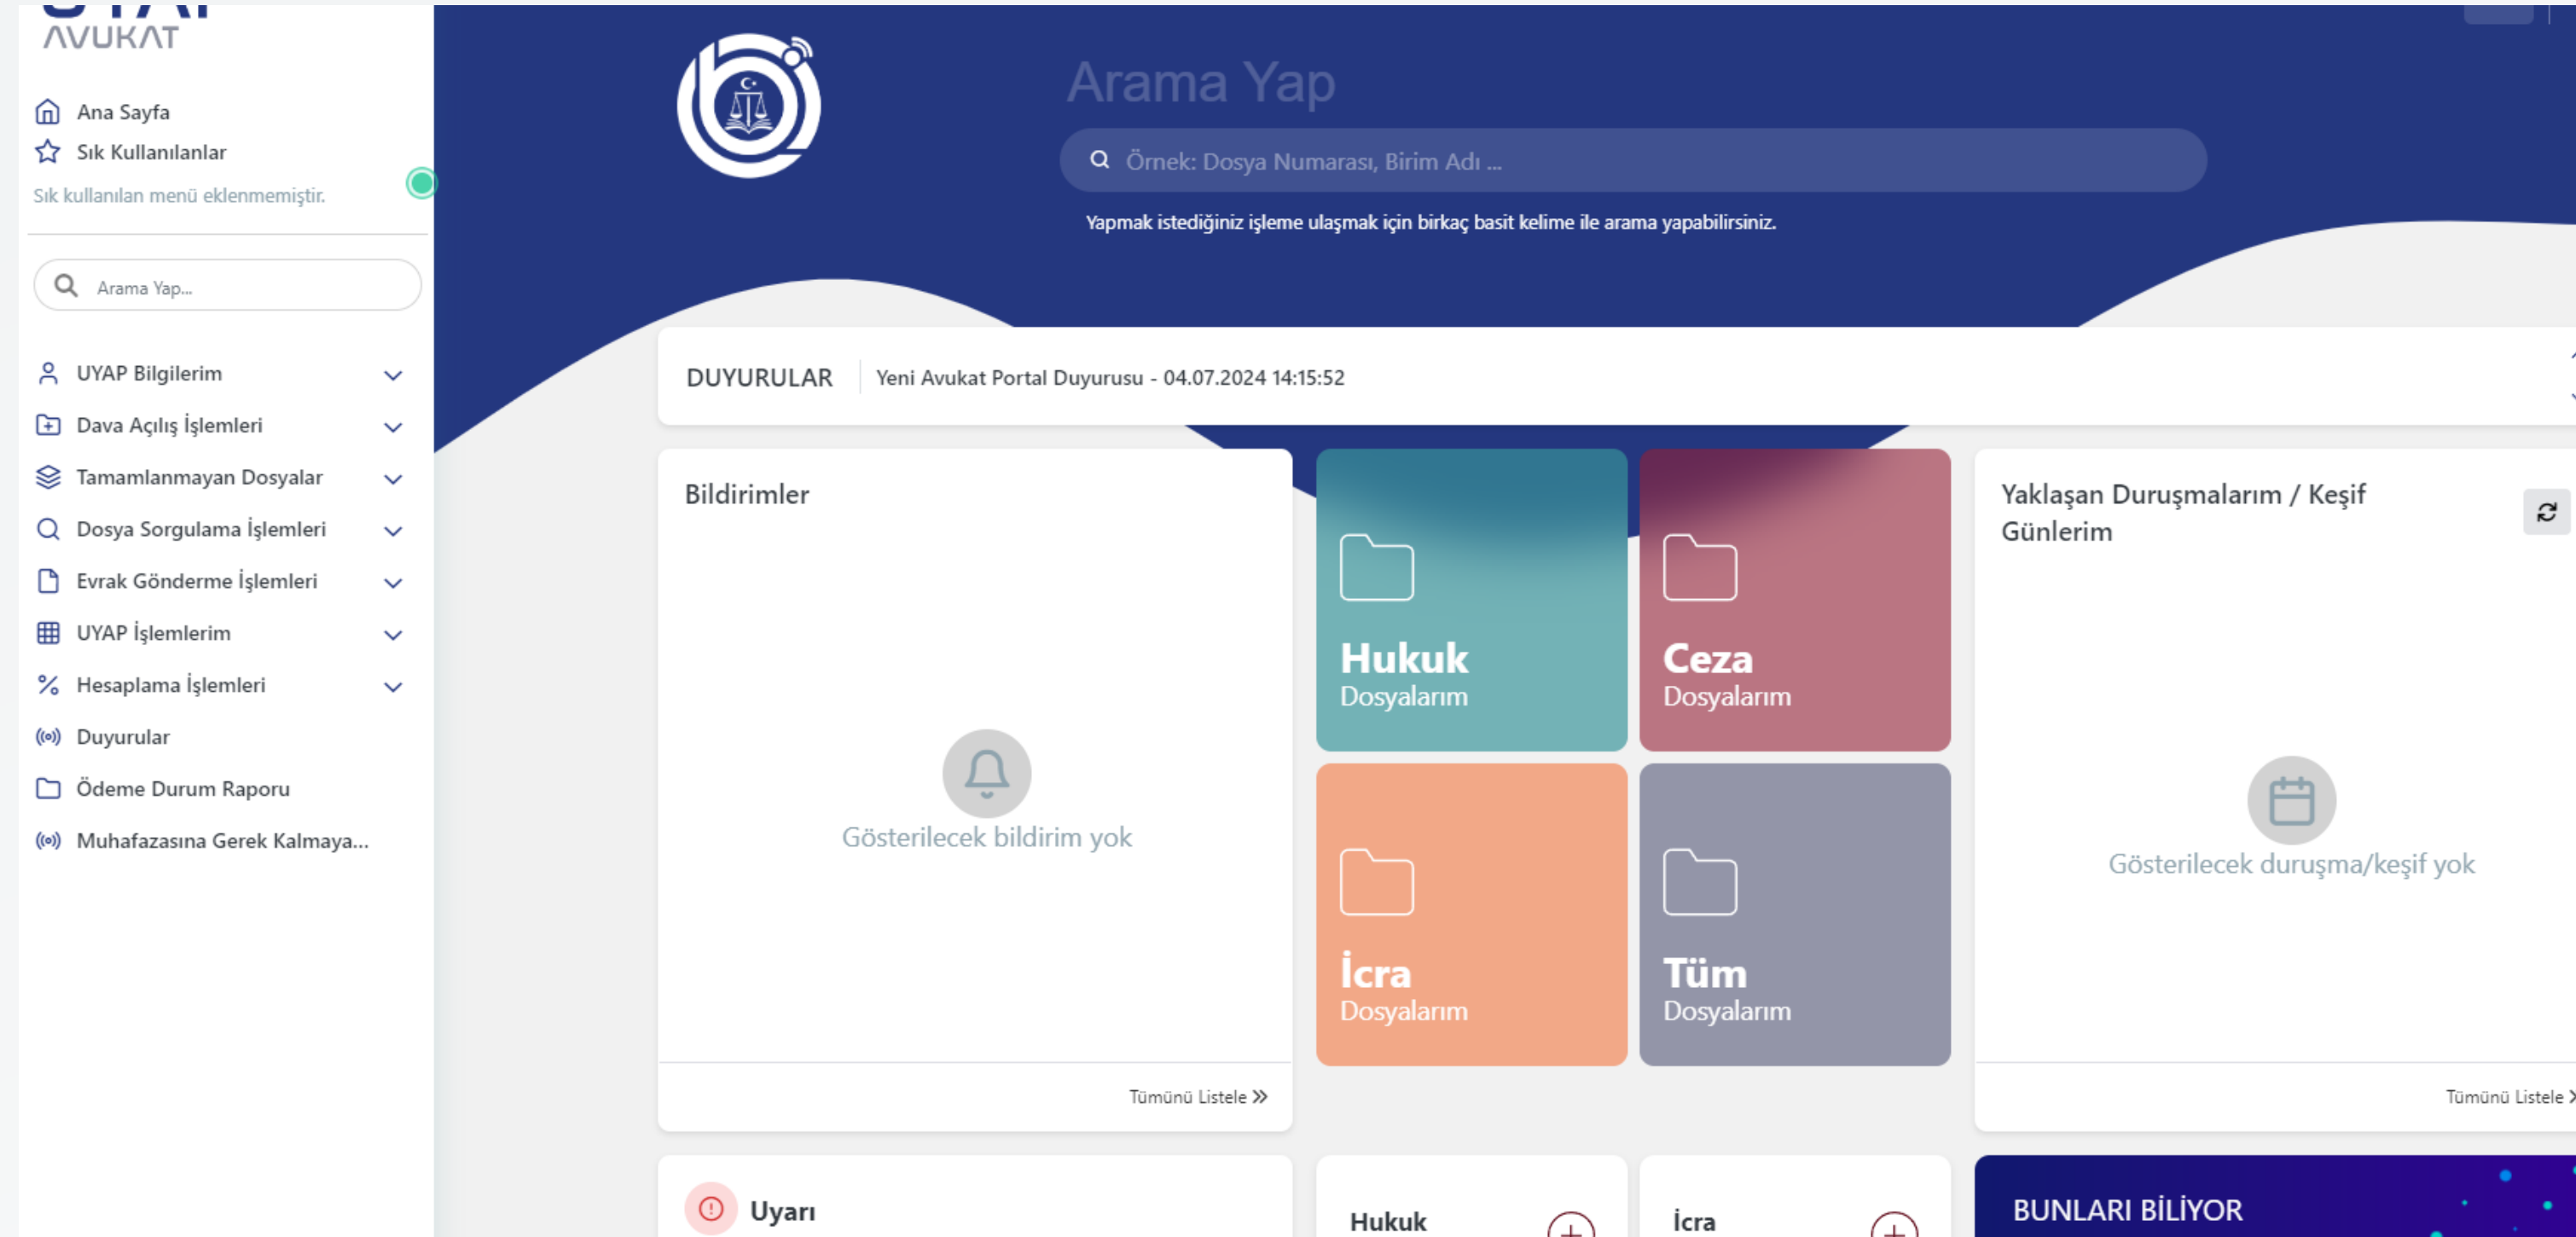 AVUKAT
Ana Sayfa
Sık Kullanılanlar
Sık kullanılan menü eklenmemiştir.
Arama Yap...
UYAP Bilgilerim
Dava Açılış İşlemleri
Tamamlanmayan Dosyalar
Dosya Sorgulama İşlemleri
Evrak Gönderme İşlemleri
UYAP İşlemlerim
Hesaplama İşlemleri
Duyurular
Ödeme Durum Raporu
Muhafazasına Gerek Kalmaya...
Arama Yap
Örnek: Dosya Numarası, Birim Adı ...
Yapmak istediğiniz işleme ulaşmak için birkaç basit kelime ile arama yapabilirsiniz.
DUYURULAR
Yeni Avukat Portal Duyurusu - 04.07.2024 14:15:52
Bildirimler
Gösterilecek bildirim yok
Tümünü Listele
Hukuk
Dosyalarım
Ceza
Dosyalarım
İcra
Dosyalarım
Tüm
Dosyalarım
Yaklaşan Duruşmalarım / Keşif
Günlerim
Gösterilecek duruşma/keşif yok
Tümünü Listele
Uyarı
Hukuk
İcra
BUNLARI BİLİYOR